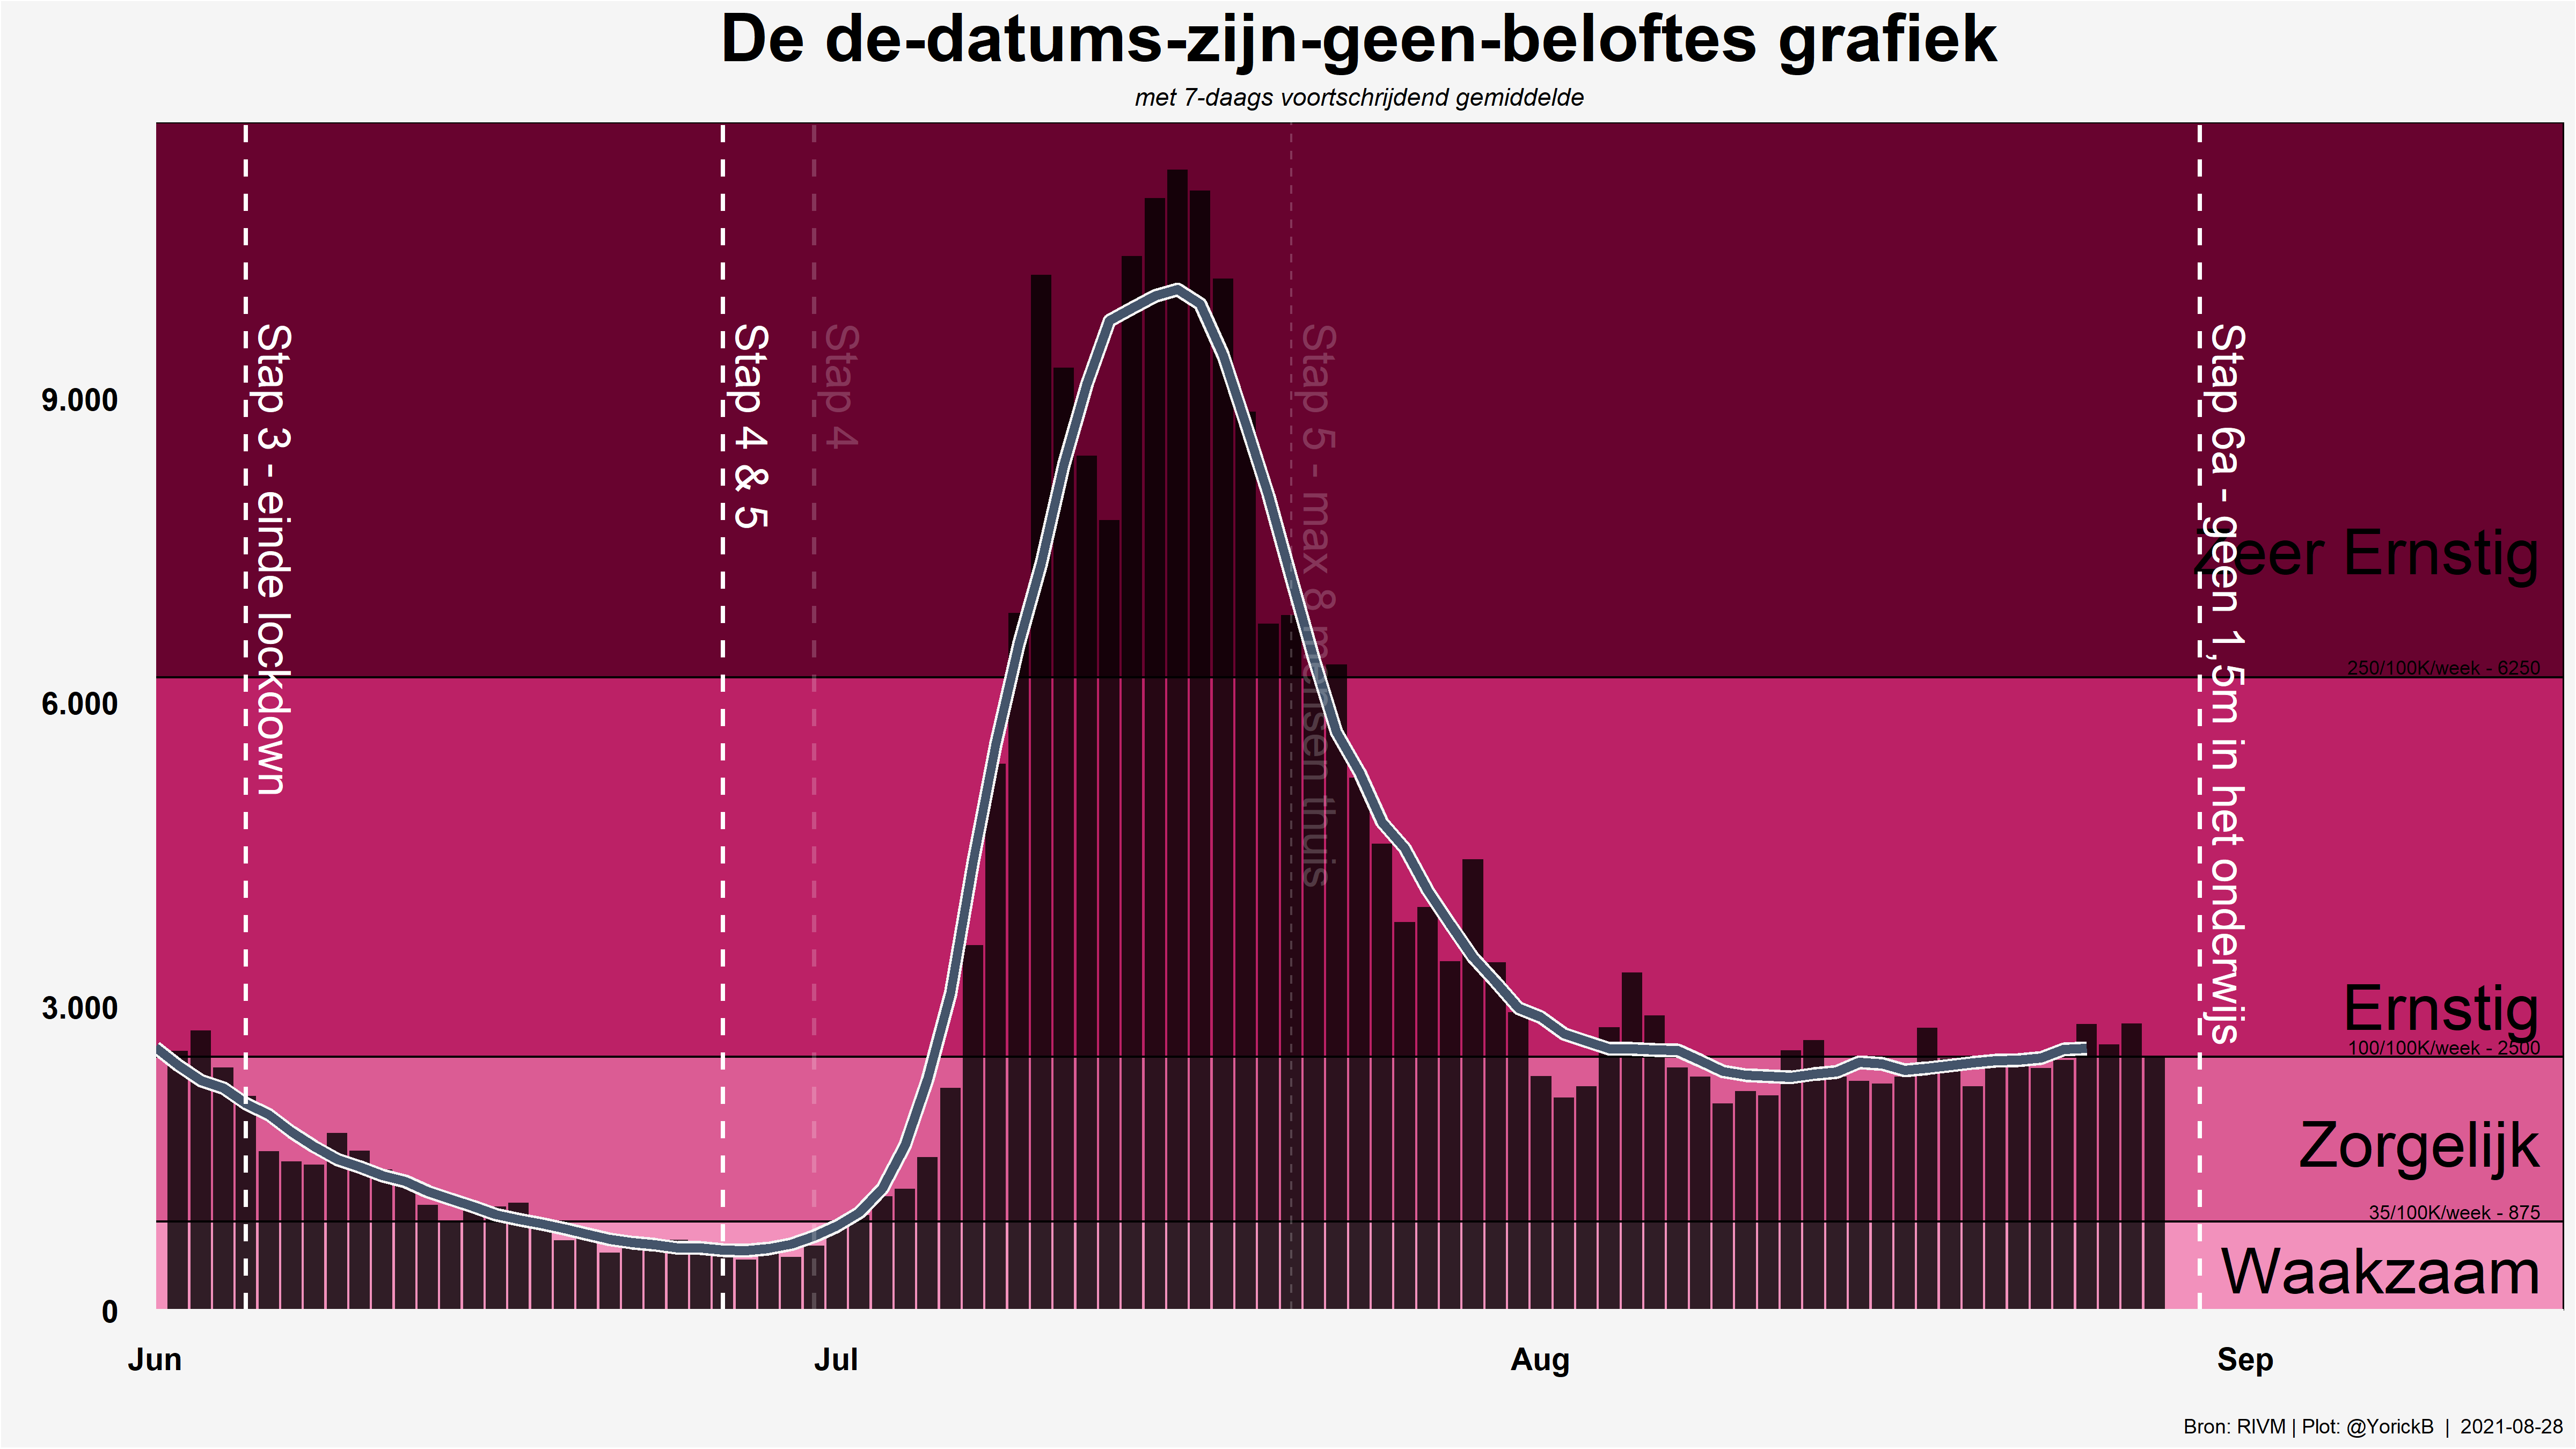 De de-datums-zijn-geen-beloftes grafiek
met 7-daags voortschrijdend gemiddelde
Stap 3 - einde lockdown
Stap 4 & 5
Stap 4
Stap 5 - max 8 mensen thuis
Stap 6a - geen 1,5m in het onderwijs
9.000
6.000
3.000
0
Zeer Ernstig
250/100K/week - 6250
Ernstig
100/100K/week - 2500
Zorgelijk
35/100K/week - 875
Waakzaam
Jun
Jul
Aug
Sep
Bron: RIVM | Plot: @YorickB | 2021-08-28